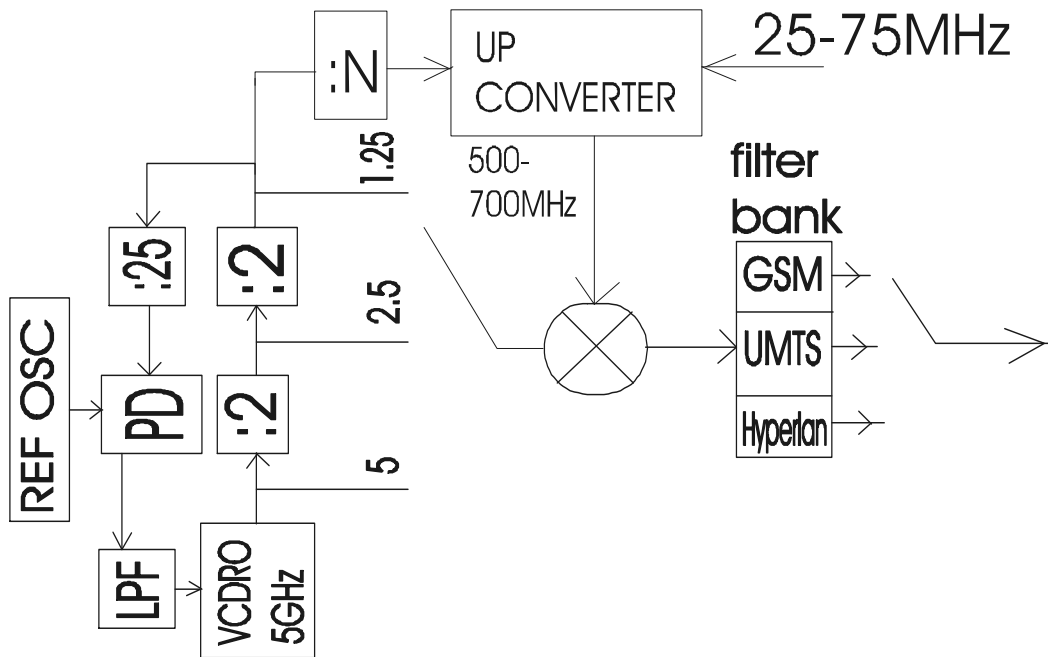 :N
UP
CONVERTER
25-75MHz
1.25
500-
700MHz
filter
bank
:25
:2
GSM
2.5
UMTS
REF OSC
PD
:2
Hyperlan
5
LPF
VCDRO
5GHz